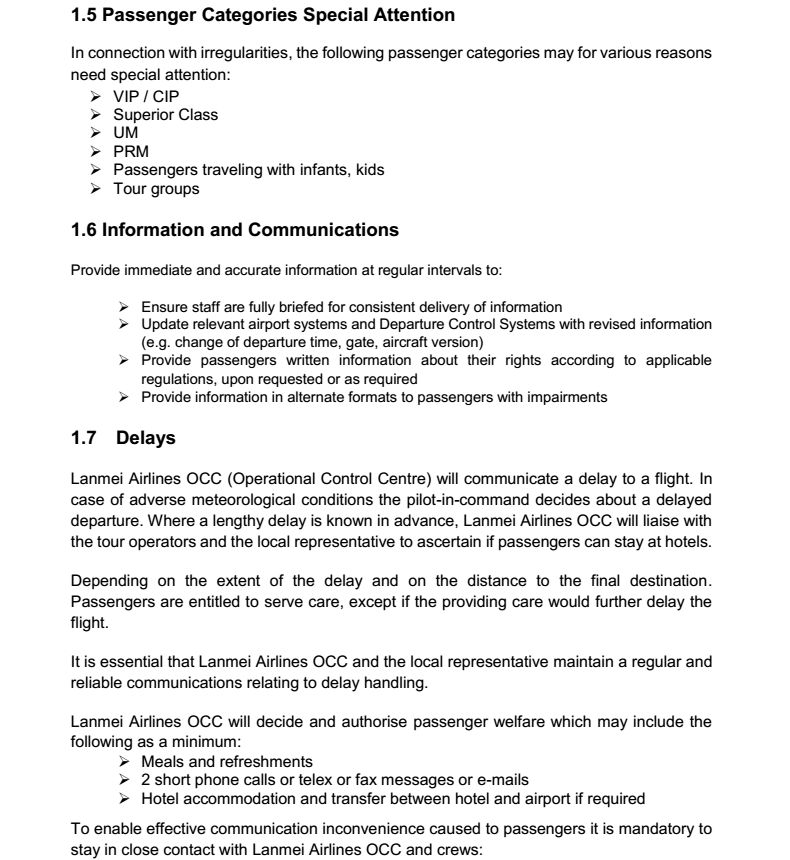 1.5 Passenger Categories Special Attention
In connection with irregularities, the following passenger categories may for various reasons
need special attention:
➢ VIP / CIP
➢ Superior Class
➢ UM
➢ PRM
➢ Passengers traveling with infants, kids
➢ Tour groups
1.6 Information and Communications
Provide immediate and accurate information at regular intervals to:
➢ Ensure staff are fully briefed for consistent delivery of information
➢ Update relevant airport systems and Departure Control Systems with revised information
(e.g. change of departure time, gate, aircraft version)
➢ Provide passengers written information about their rights according to applicable
regulations, upon requested or as required
➢ Provide information in alternate formats to passengers with impairments
1.7 Delays
Lanmei Airlines OCC (Operational Control Centre) will communicate a delay to a flight. In
case of adverse meteorological conditions the pilot-in-command decides about a delayed
departure. Where a lengthy delay is known in advance, Lanmei Airlines OCC will liaise with
the tour operators and the local representative to ascertain if passengers can stay at hotels.
Depending on the extent of the delay and on the distance to the final destination.
Passengers are entitled to serve care, except if the providing care would further delay the
flight.
It is essential that Lanmei Airlines OCC and the local representative maintain a regular and
reliable communications relating to delay handling.
Lanmei Airlines OCC will decide and authorise passenger welfare which may include the
following as a minimum:
➢ Meals and refreshments
➢ 2 short phone calls or telex or fax messages or e-mails
➢ Hotel accommodation and transfer between hotel and airport if required
To enable effective communication inconvenience caused to passengers it is mandatory to
stay in close contact with Lanmei Airlines OCC and crews: